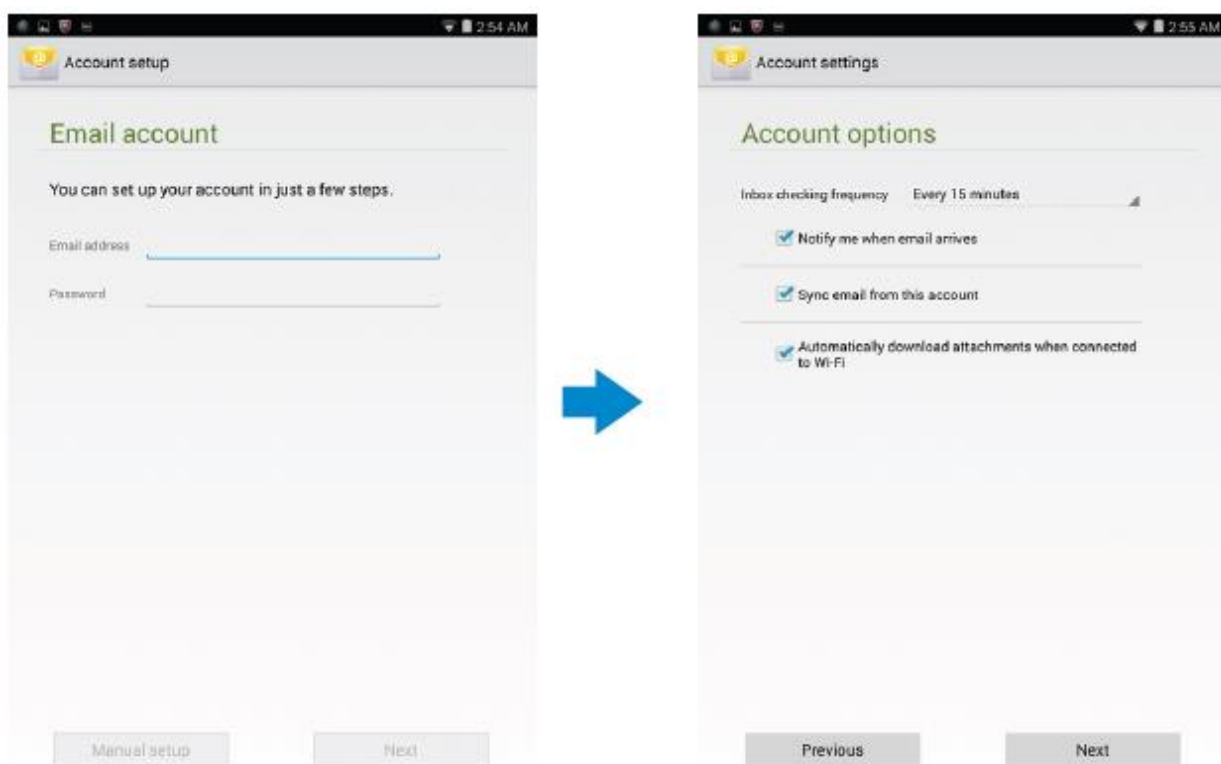 2:54 AM
Account setup
Email account
You can set up your account in just a few steps.
Email address
Password
Manual setup
Next
2:55 AM
Account settings
Account options
Inbox checking frequency Every 15 minutes
Notify me when email arrives
Sync email from this account
Automatically download attachments when connected
to Wi-Fi
Previous
Next